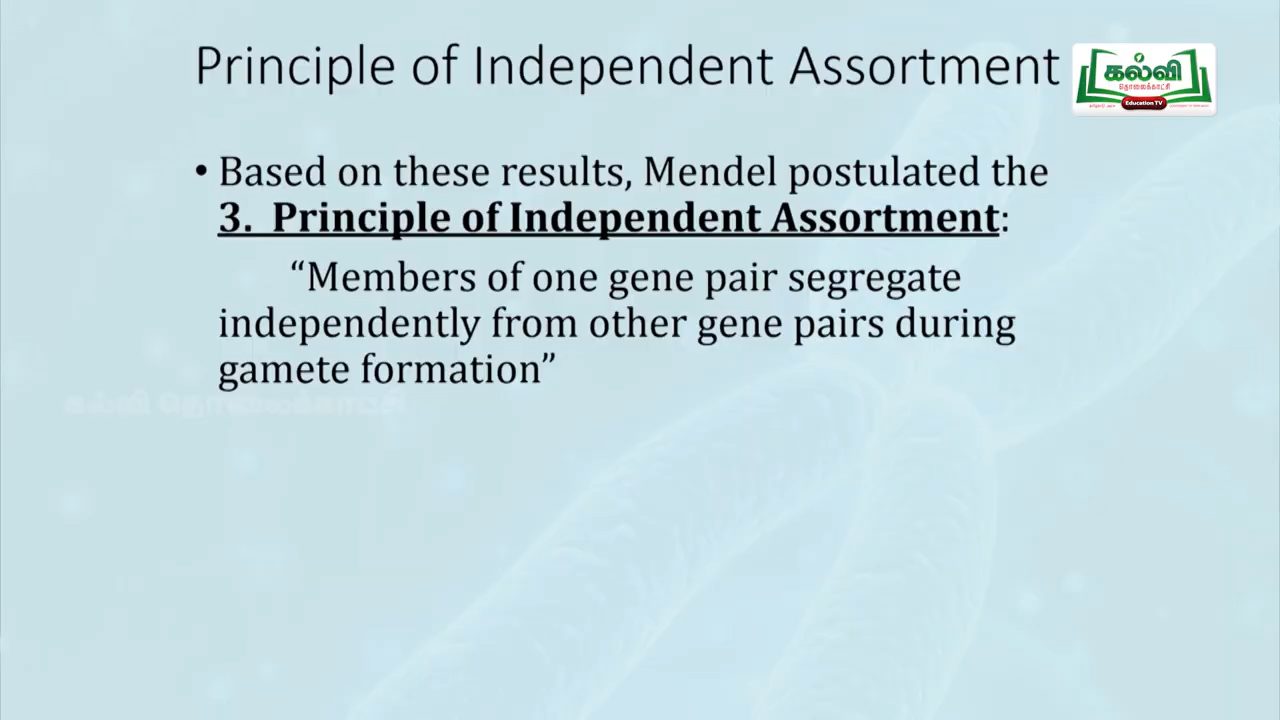 Principle of Independent Assortment
கல்வி
தொலைக்காட்சி
Education TV
• Based on these results, Mendel postulated the
3. Principle of Independent Assortment:
“Members of one gene pair segregate
independently from other gene pairs during
gamete formation”
கல்வி தொலைக்காட்சி